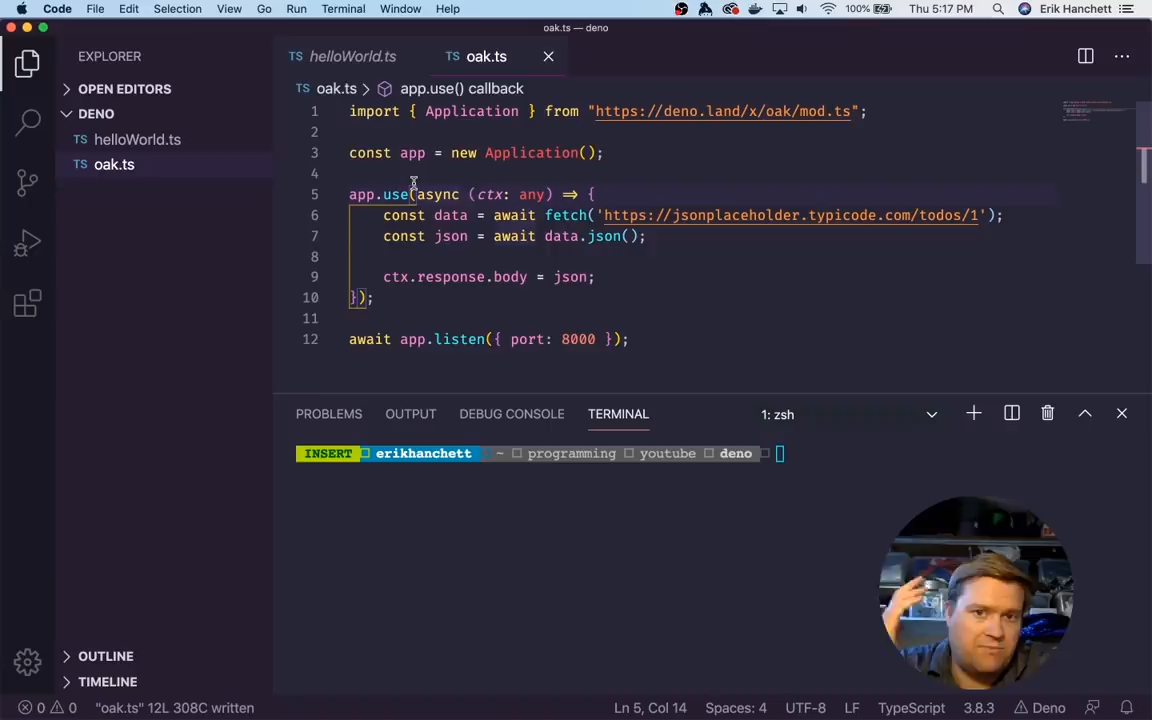 Code File Edit Selection View Go Run Terminal Window Help 100% Thu 5:17 PM Erik Hanchett
oak.ts — deno
EXPLORER
TS helloWorld.ts
TS oak.ts
OPEN EDITORS
TS oak.ts > app.use() callback
DENO
TS helloWorld.ts
TS oak.ts
1 import { Application } from "https://deno.land/x/oak/mod.ts";
2
3 const app = new Application();
4
5 app.use(async (ctx: any) => {
6 const data = await fetch('https://jsonplaceholder.typicode.com/todos/1');
7 const json = await data.json();
8
9 ctx.response.body = json;
10 });
11
12 await app.listen({ port: 8000 });
PROBLEMS OUTPUT DEBUG CONSOLE TERMINAL 1: zsh
INSERT erikhanchett ~ programming youtube deno
OUTLINE
TIMELINE
0 0 "oak.ts" 12L 308C written Ln 5, Col 14 Spaces: 4 UTF-8 LF TypeScript 3.8.3 Deno